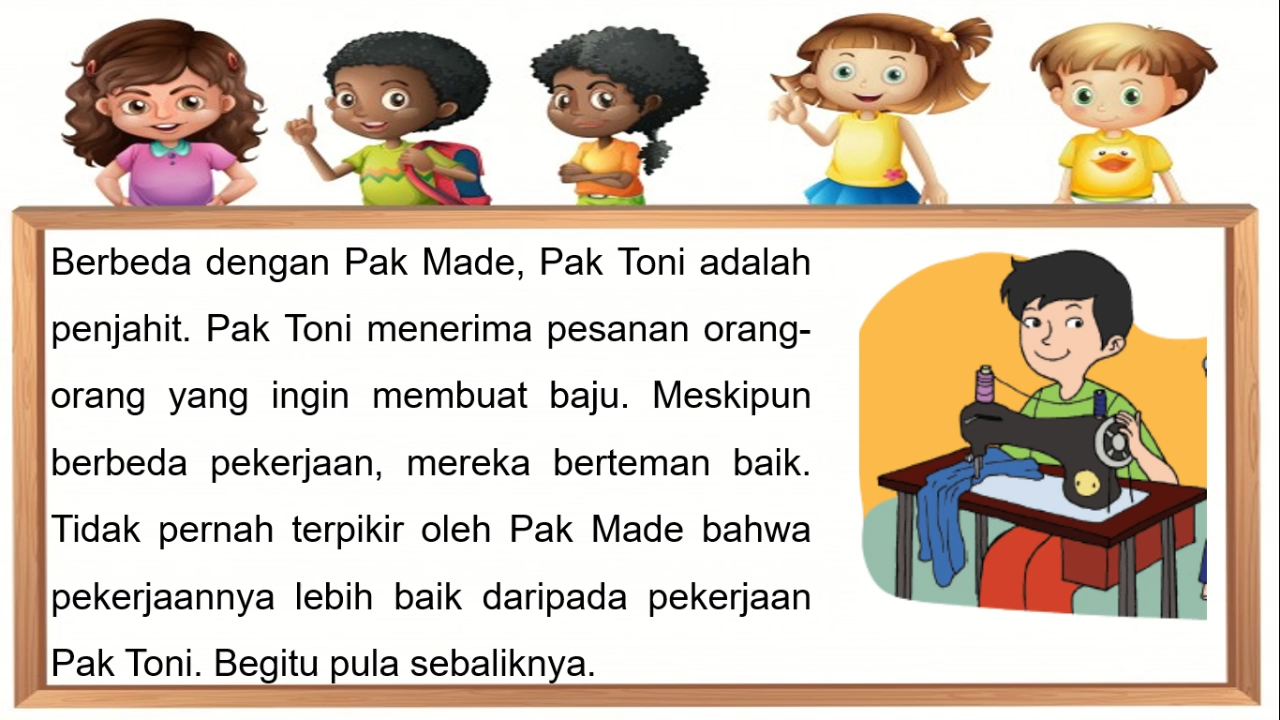 Berbeda dengan Pak Made, Pak Toni adalah
penjahit. Pak Toni menerima pesanan orang-
orang yang ingin membuat baju. Meskipun
berbeda pekerjaan, mereka berteman baik.
Tidak pernah terpikir oleh Pak Made bahwa
pekerjaannya lebih baik daripada pekerjaan
Pak Toni. Begitu pula sebaliknya.